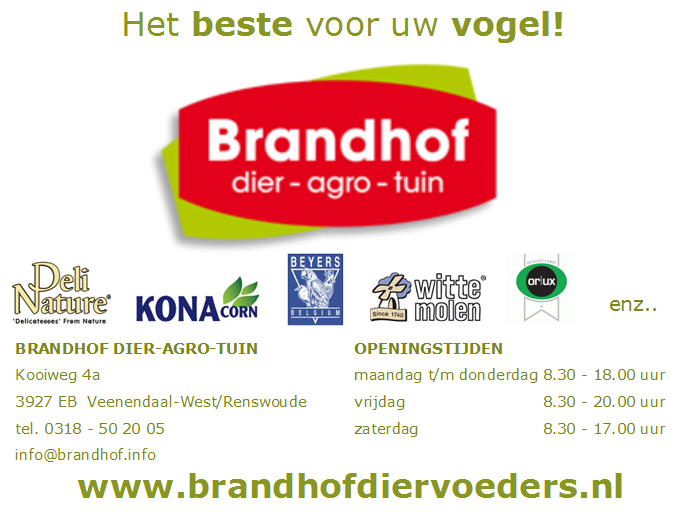 Het beste voor uw vogel!
Brandhof
dier - agro - tuin
Deli
Nature®
'Delicatesses' From Nature
KONACORN
BEYERS
BELGIUM
witte®
molen
Since 1740
QUALITY LABEL
orlux
enz..
BRANDHOF DIER-AGRO-TUIN
Kooiweg 4a
3927 EB Veenendaal-West/Renswoude
tel. 0318 - 50 20 05
info@brandhof.info
OPENINGSTIJDEN
maandag t/m donderdag 8.30 - 18.00 uur
vrijdag 8.30 - 20.00 uur
zaterdag 8.30 - 17.00 uur
www.brandhofdiervoeders.nl